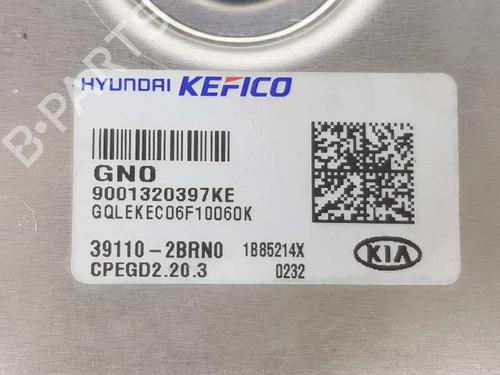 HYUNDAI KEFICO
GN0
9001320397KE
GQLEKEC06F10060K
39110-2BRN0 1B85214X
CPEGD2.20.3 0232
KIA
B-PARTS